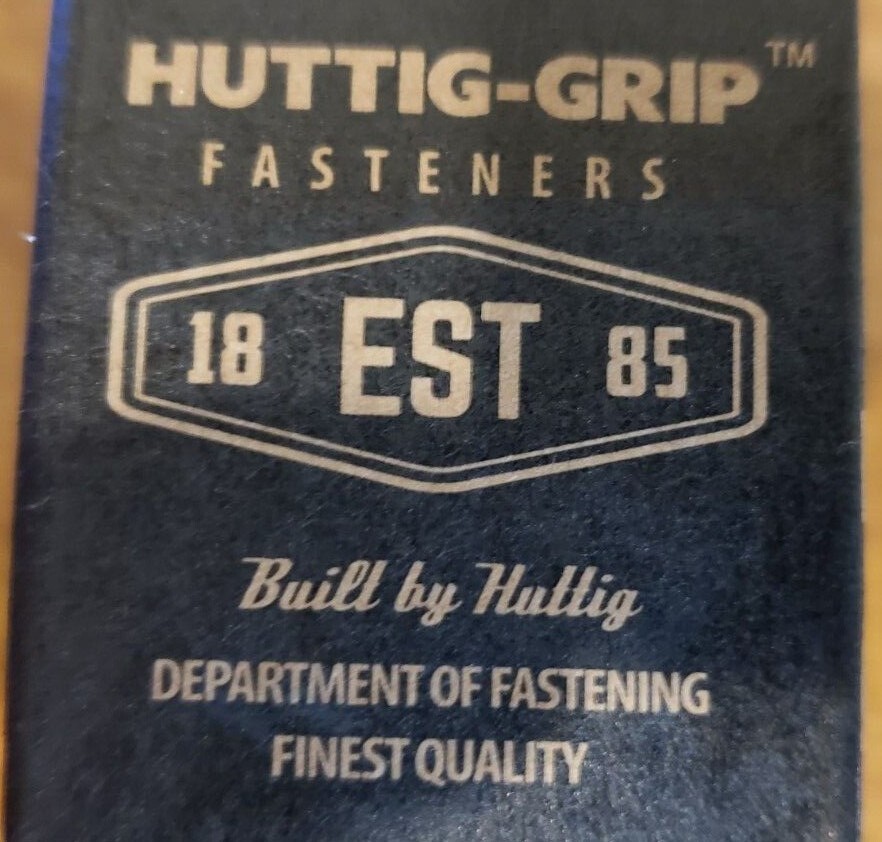 HUTTIG-GRIP™
FASTENERS
18 EST 85
Built by Huttig
DEPARTMENT OF FASTENING
FINEST QUALITY